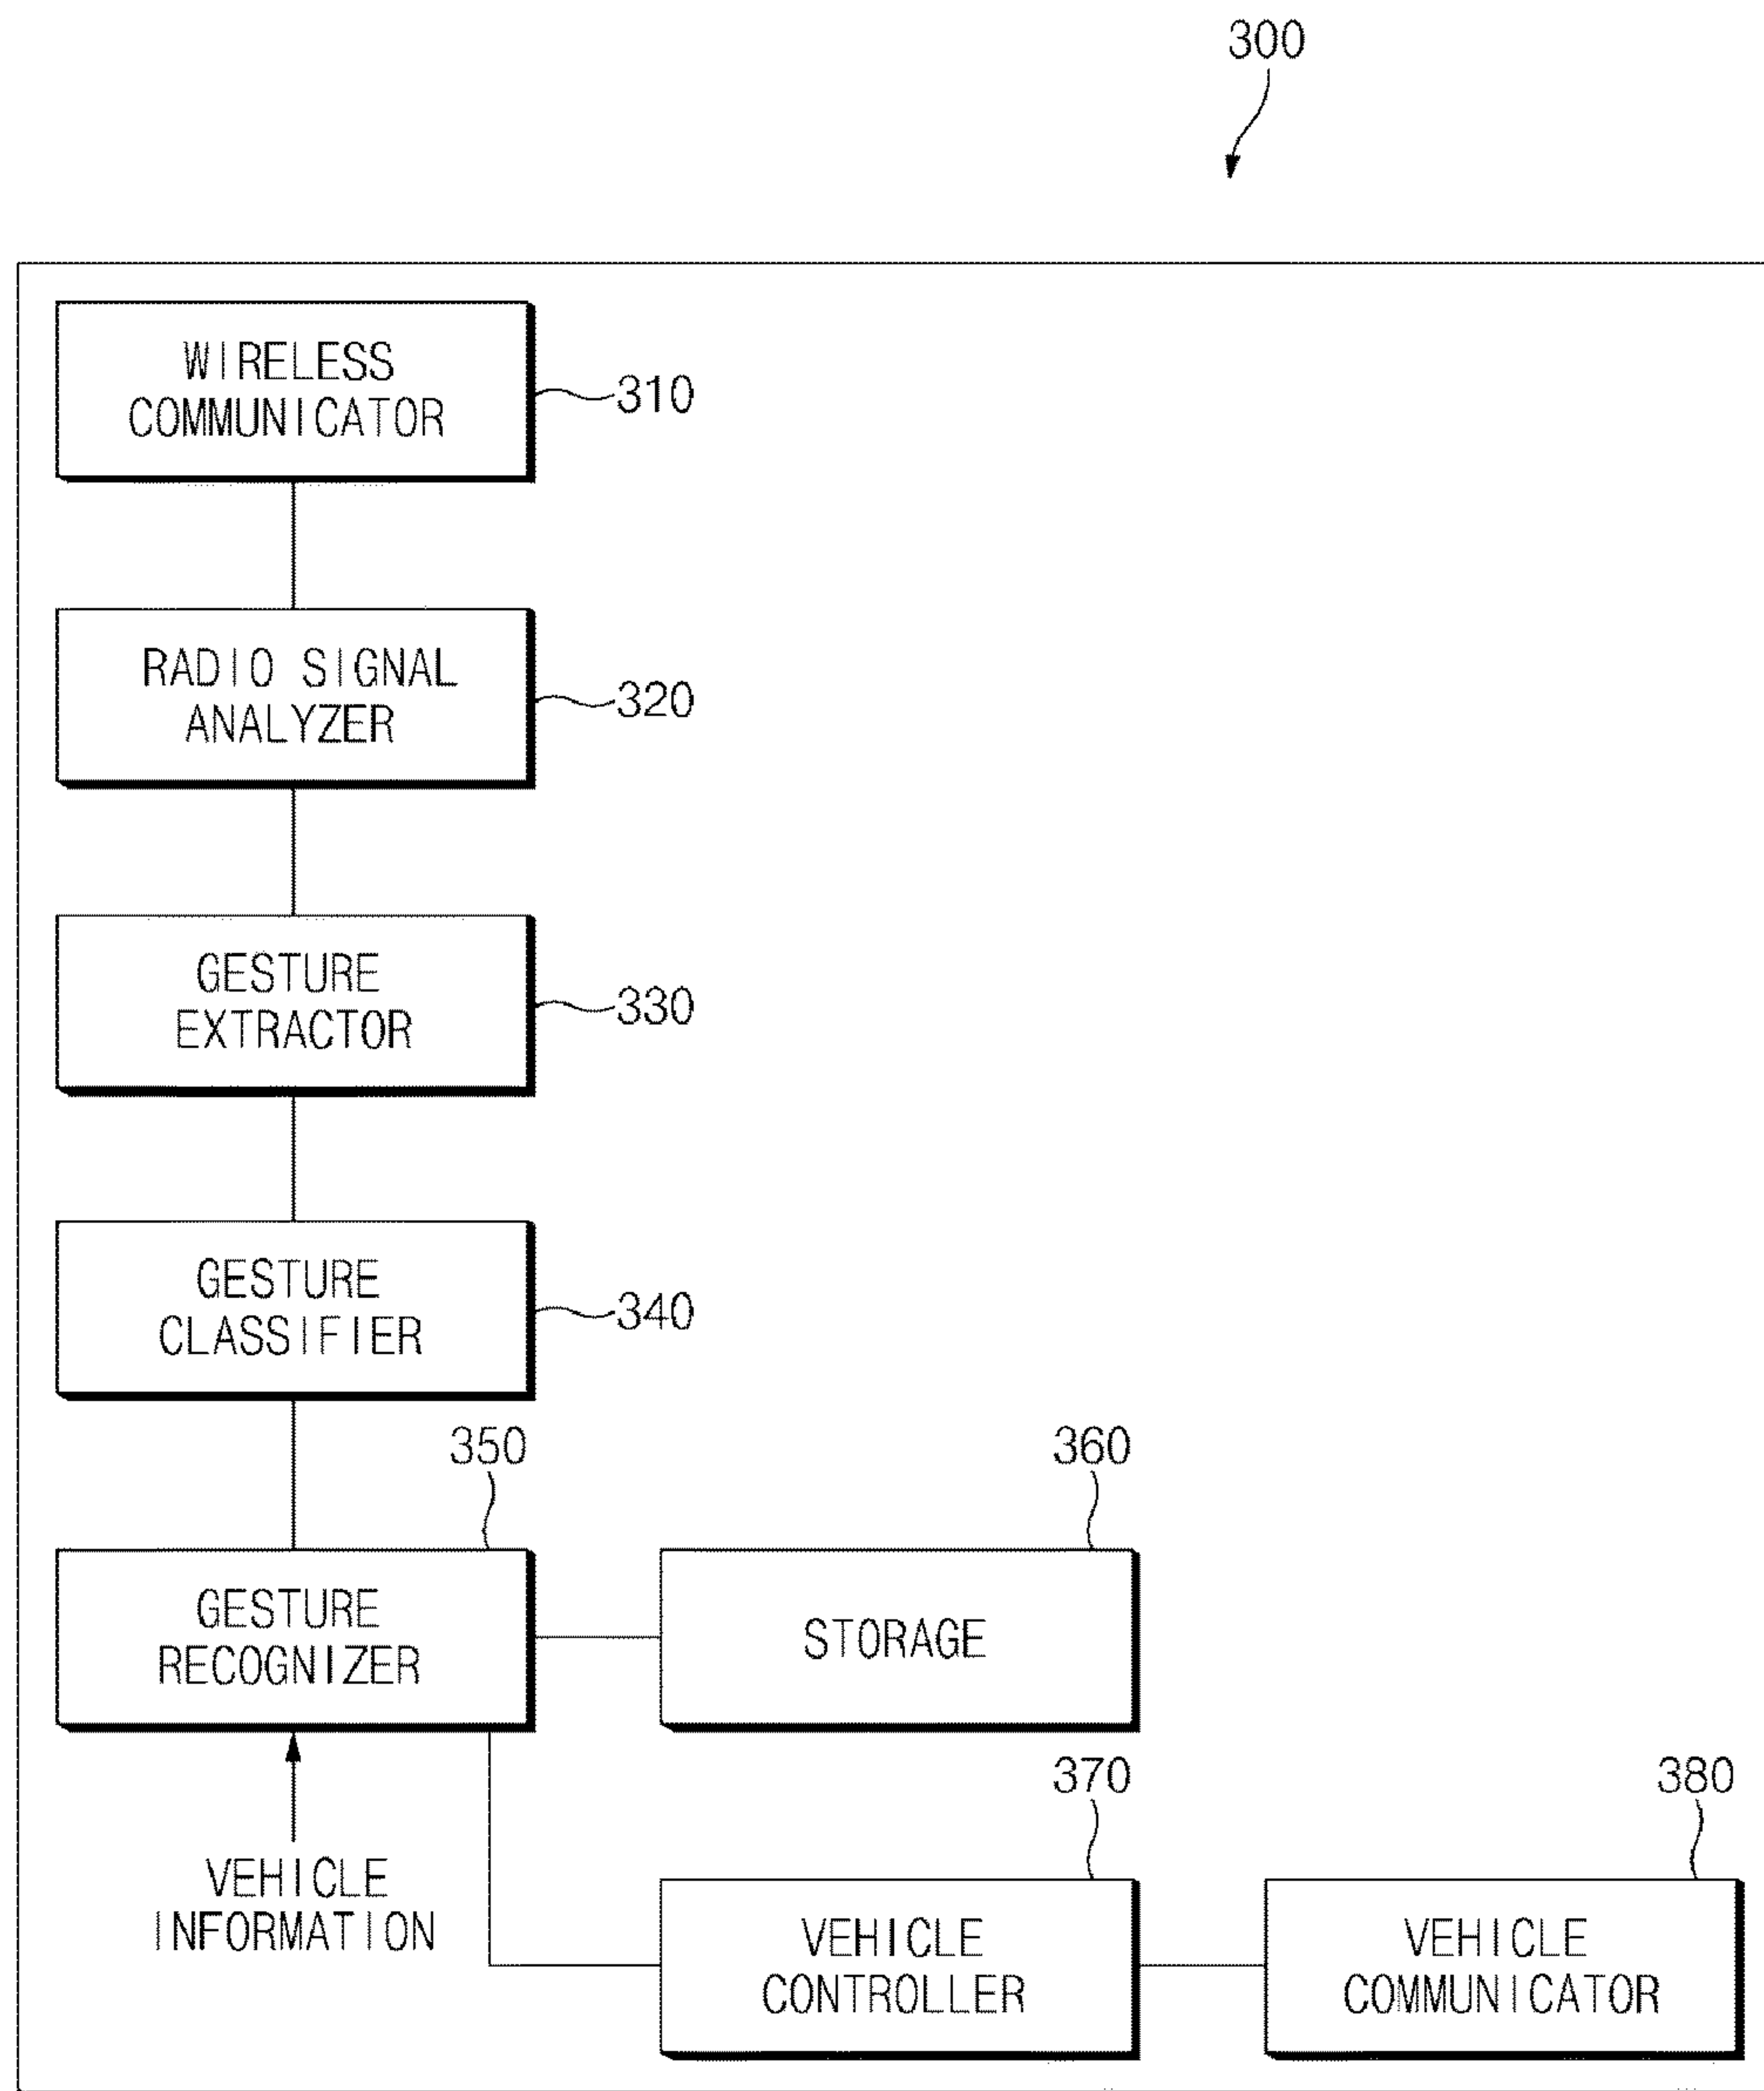 300
WIRELESS
COMMUNICATOR
310
RADIO SIGNAL
ANALYZER
320
GESTURE
EXTRACTOR
330
GESTURE
CLASSIFIER
340
350
360
GESTURE
RECOGNIZER
STORAGE
370
380
VEHICLE
INFORMATION
VEHICLE
CONTROLLER
VEHICLE
COMMUNICATOR